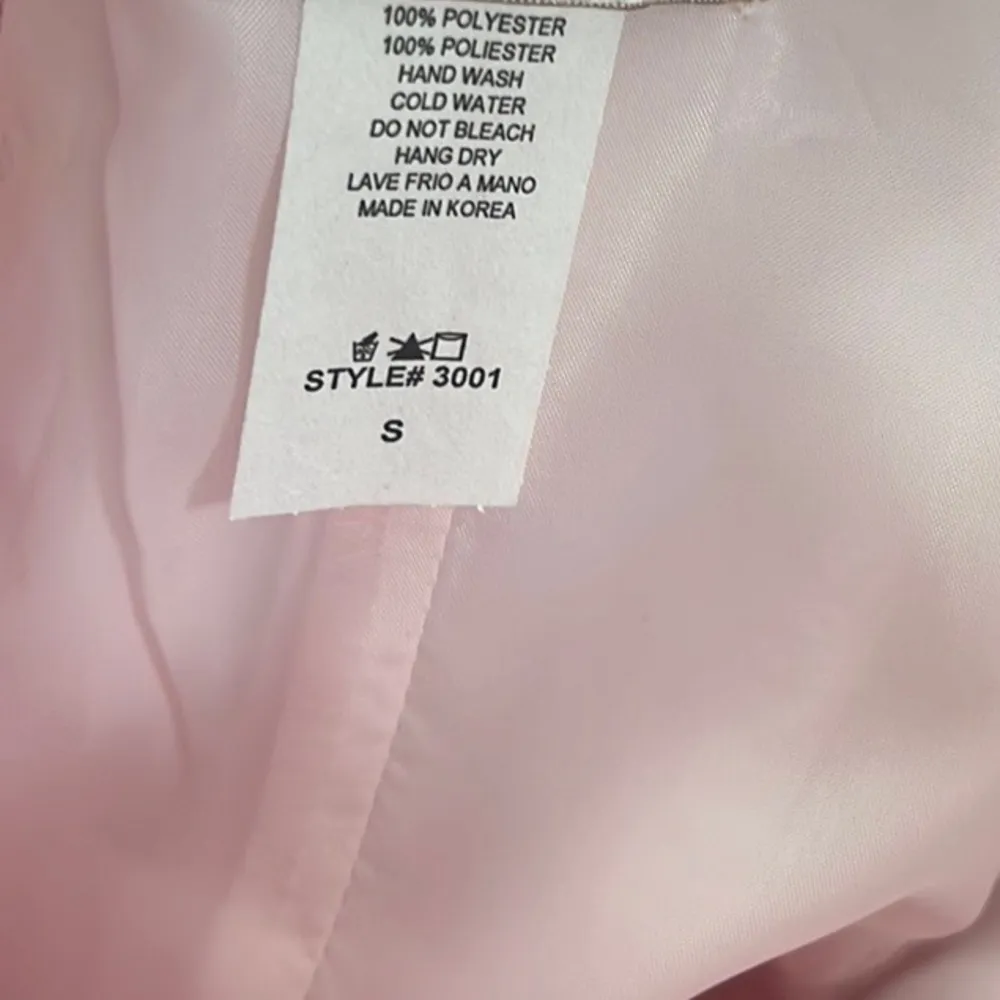 100% POLYESTER
100% POLIESTER
HAND WASH
COLD WATER
DO NOT BLEACH
HANG DRY
LAVE FRIO A MANO
MADE IN KOREA
STYLE# 3001
S